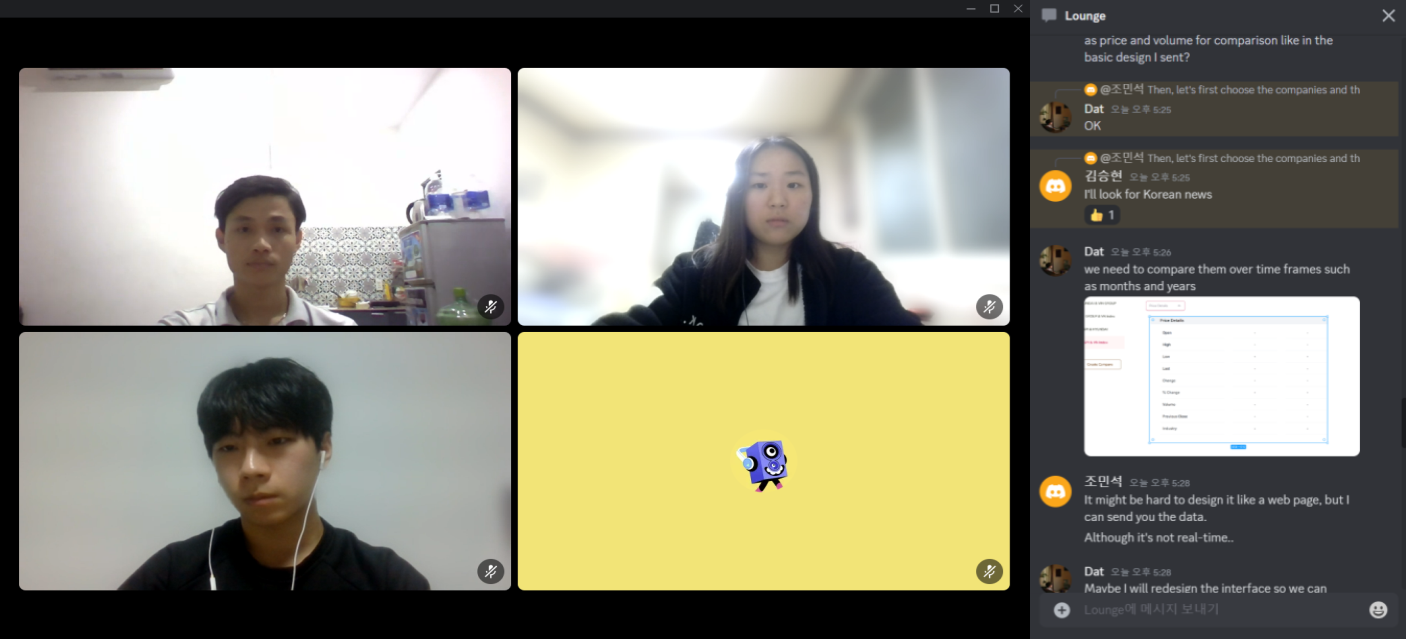 Lounge
as price and volume for comparison like in the
basic design I sent?
@조민석 Then, let's first choose the companies and th
Dat 오늘 오후 5:25
OK
@조민석 Then, let's first choose the companies and th
김승현 오늘 오후 5:25
I'll look for Korean news
👍 1
Dat 오늘 오후 5:26
we need to compare them over time frames such
as months and years
Price Details
Open
High
Low
Last
Change
% Change
Volume
Previous Close
Industry
조민석 오늘 오후 5:28
It might be hard to design it like a web page, but I
can send you the data.
Although it's not real-time..
Dat 오늘 오후 5:28
Maybe I will redesign the interface so we can
Lounge에 메시지 보내기